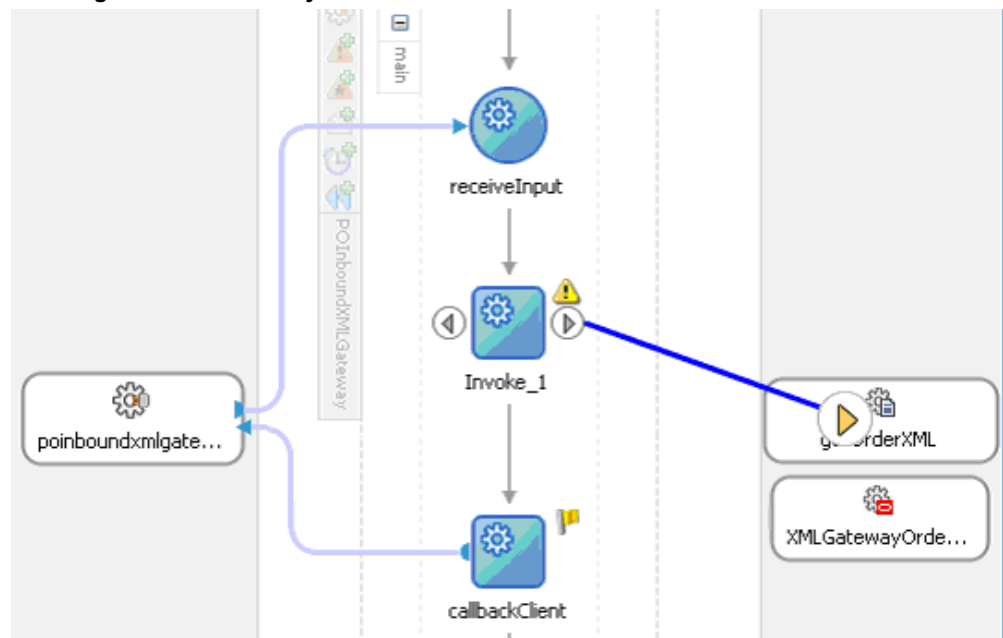 main
receiveInput
POInboundXMLGateway
Invoke_1
poinboundxmlgate...
XMLGatewayOrde...
callbackClient